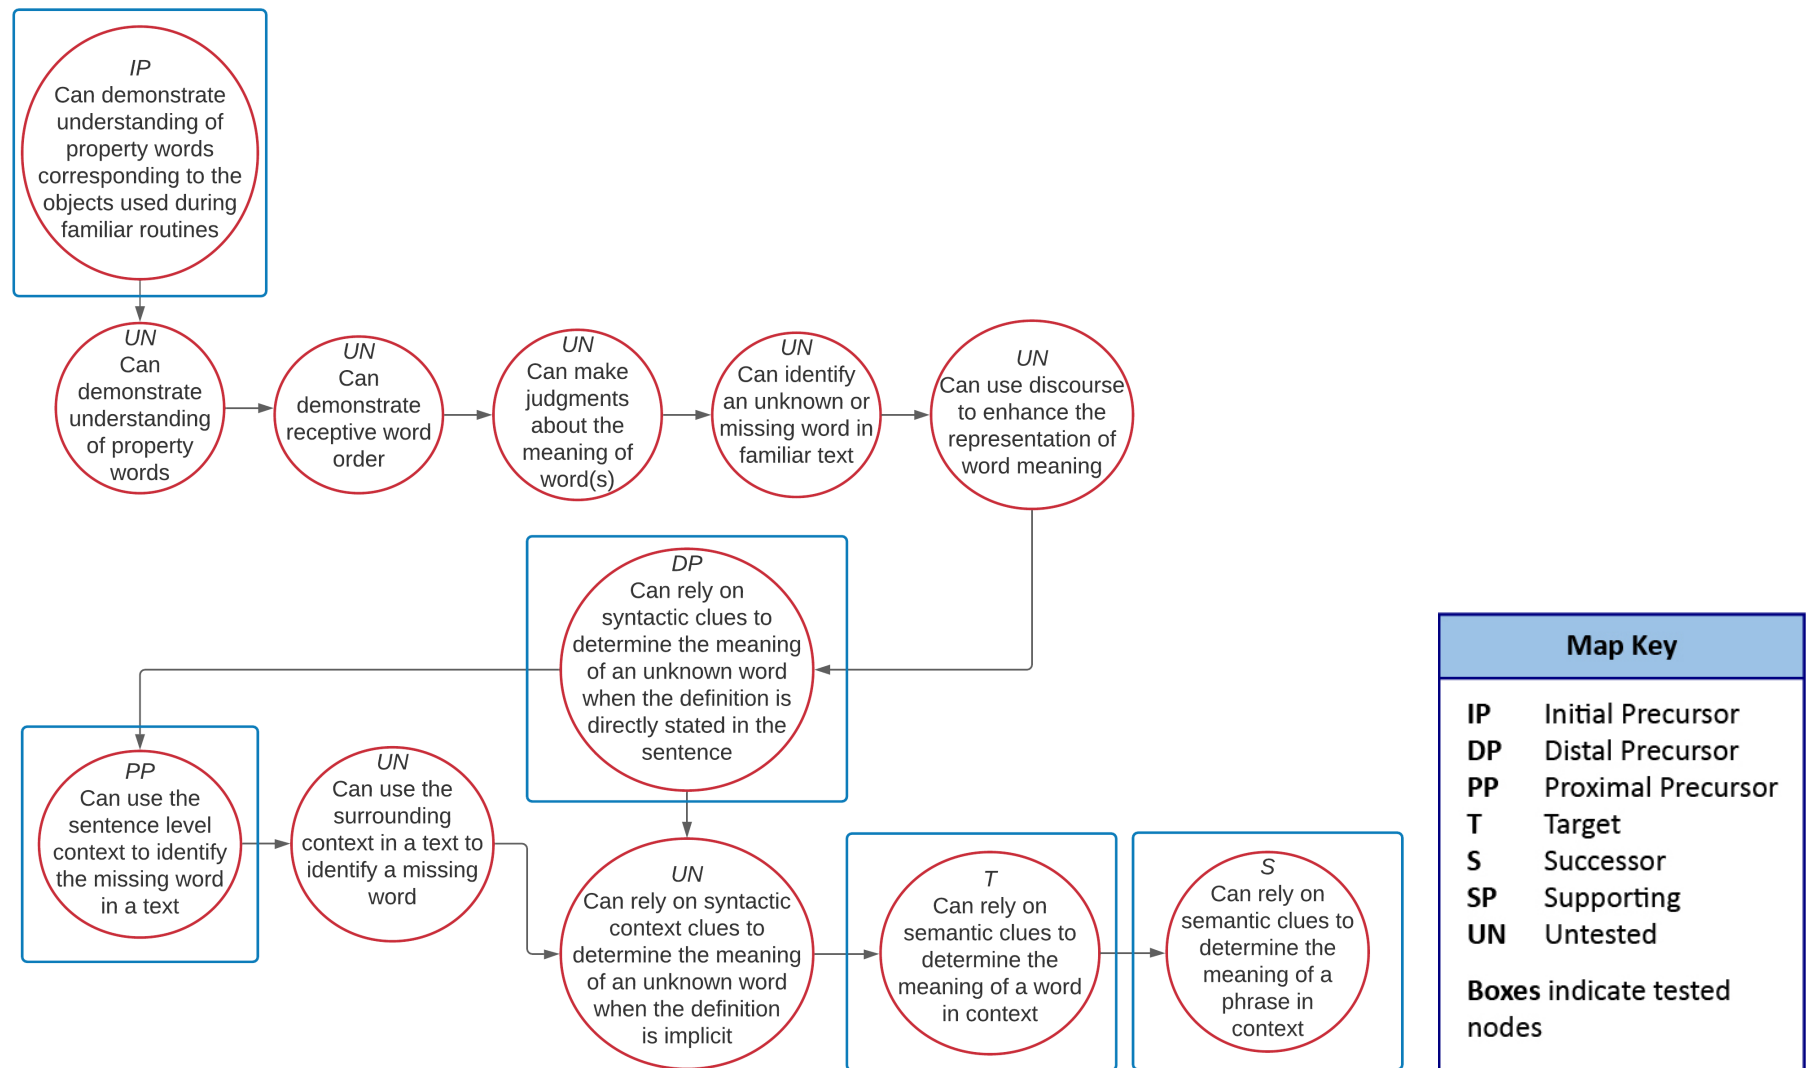 IP
Can demonstrate
understanding of
property words
corresponding to the
objects used during
familiar routines
UN
Can
demonstrate
understanding
of property
words
UN
Can
demonstrate
receptive word
order
UN
Can make
judgments
about the
meaning of
word(s)
UN
Can identify
an unknown or
missing word in
familiar text
UN
Can use discourse
to enhance the
representation of
word meaning
DP
Can rely on
syntactic clues to
determine the meaning
of an unknown word
when the definition is
directly stated in the
sentence
PP
Can use the
sentence level
context to identify
the missing word
in a text
UN
Can use the
surrounding
context in a text to
identify a missing
word
UN
Can rely on syntactic
context clues to
determine the meaning
of an unknown word
when the definition
is implicit
T
Can rely on
semantic clues to
determine the
meaning of a word
in context
S
Can rely on
semantic clues to
determine the
meaning of a
phrase in
context
Map Key
IP Initial Precursor
DP Distal Precursor
PP Proximal Precursor
T Target
S Successor
SP Supporting
UN Untested
Boxes indicate tested
nodes